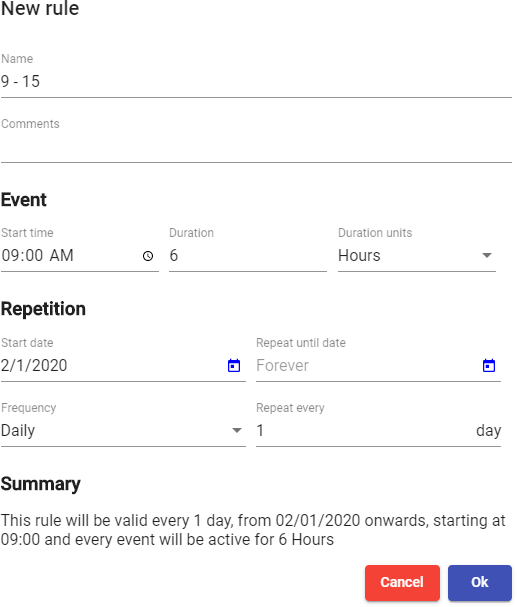 New rule
Name
9 - 15
Comments
Event
Start time Duration Duration units
09:00 AM 6 Hours
Repetition
Start date Repeat until date
2/1/2020 Forever
Frequency Repeat every
Daily 1 day
Summary
This rule will be valid every 1 day, from 02/01/2020 onwards, starting at
09:00 and every event will be active for 6 Hours
Cancel Ok